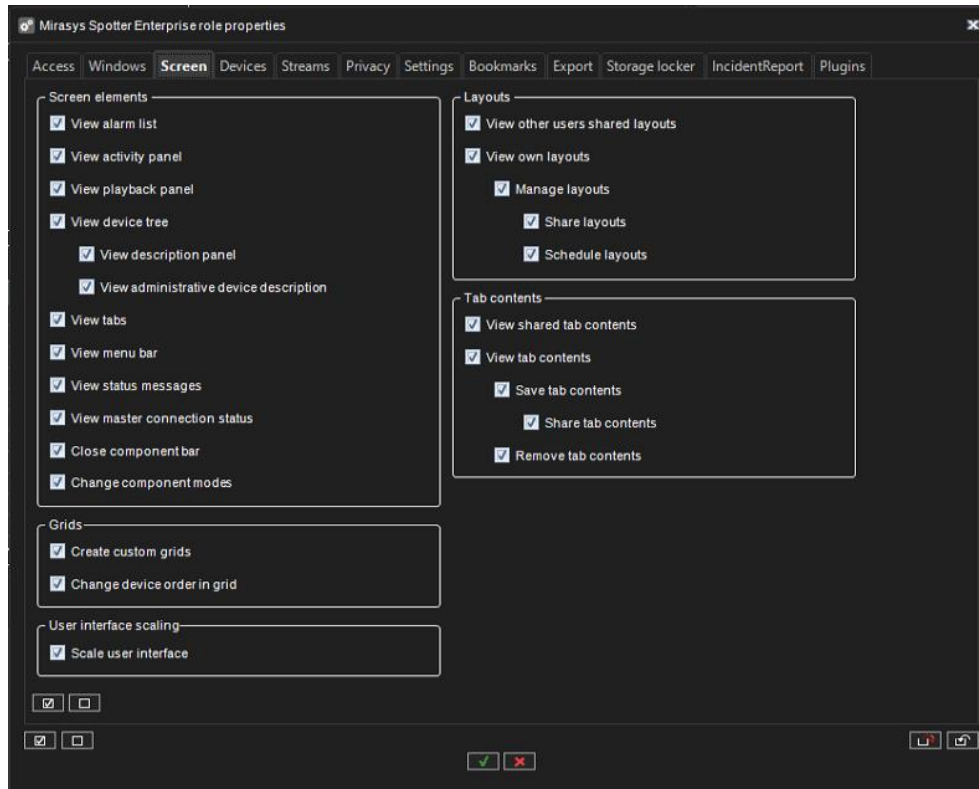 Mirasys Spotter Enterprise role properties
Access Windows Screen Devices Streams Privacy Settings Bookmarks Export Storage locker IncidentReport Plugins
Screen elements
View alarm list
View activity panel
View playback panel
View device tree
View description panel
View administrative device description
View tabs
View menu bar
View status messages
View master connection status
Close component bar
Change component modes
Grids
Create custom grids
Change device order in grid
User interface scaling
Scale user interface
Layouts
View other users shared layouts
View own layouts
Manage layouts
Share layouts
Schedule layouts
Tab contents
View shared tab contents
View tab contents
Save tab contents
Share tab contents
Remove tab contents